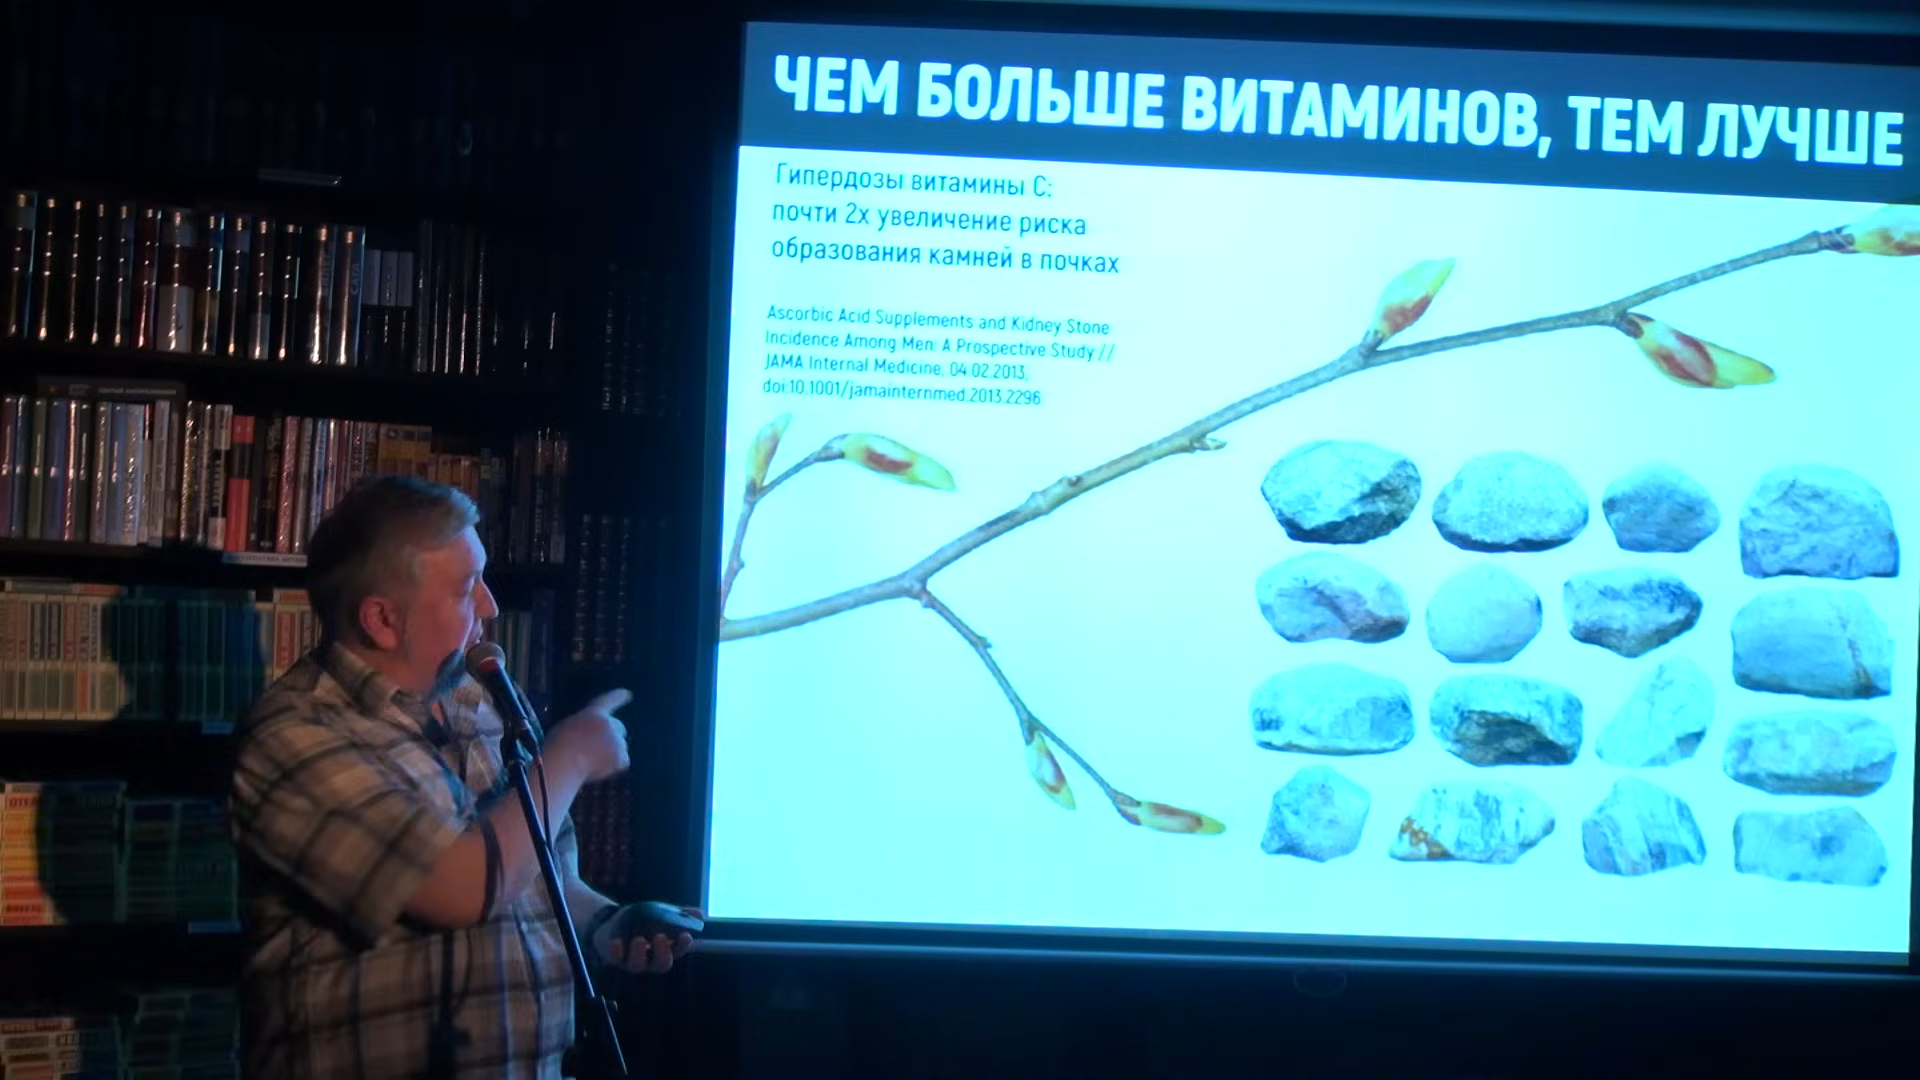 ЧЕМ БОЛЬШЕ ВИТАМИНОВ, ТЕМ ЛУЧШЕ
Гипердозы витамины С:
почти 2х увеличение риска
образования камней в почках
Ascorbic Acid Supplements and Kidney Stone
Incidence Among Men: A Prospective Study //
JAMA Internal Medicine, 04.02.2013,
doi:10.1001/jamainternmed.2013.2296
САГА